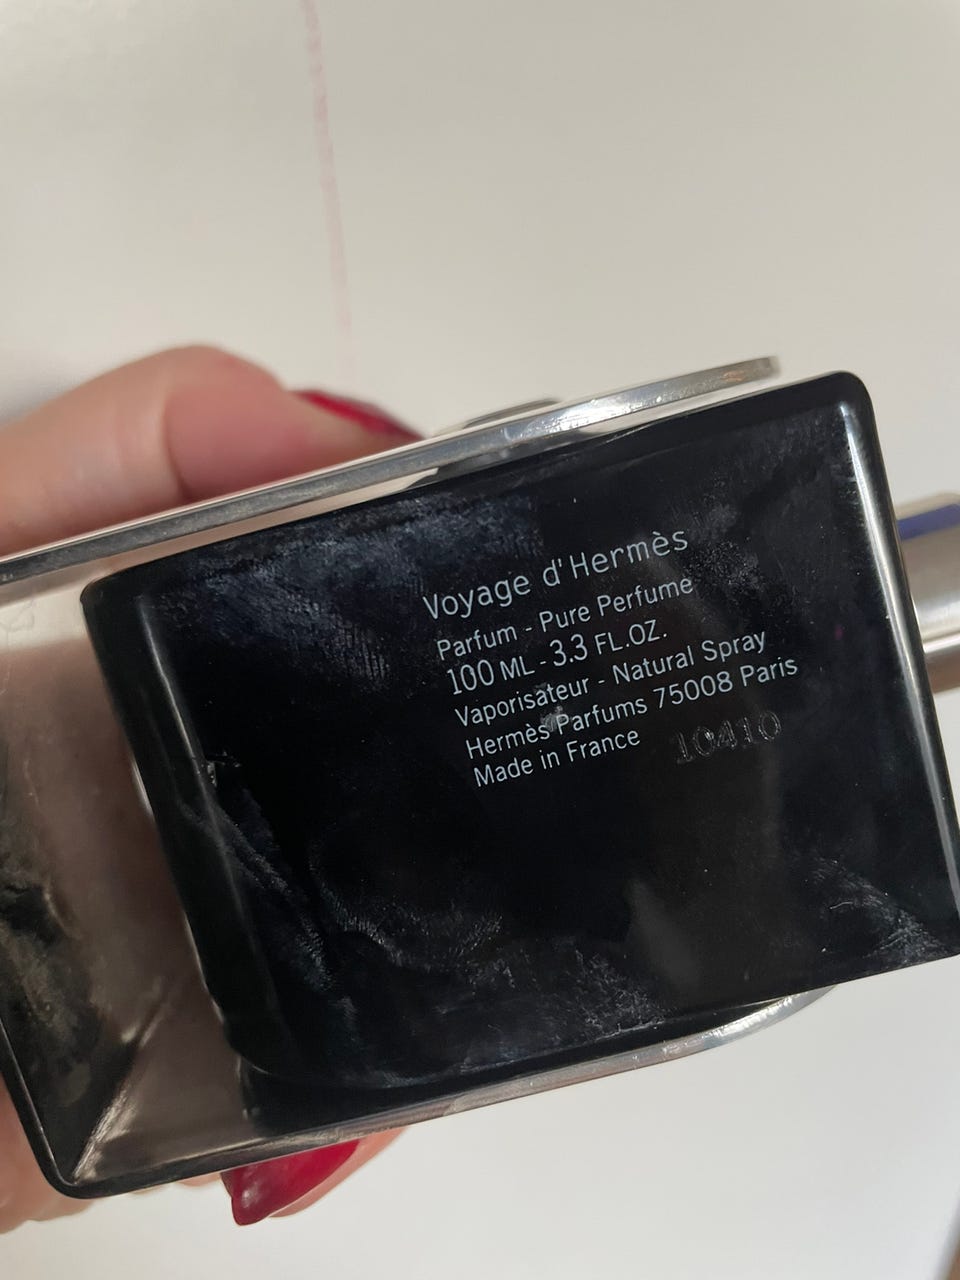 Voyage d'Hermès
Parfum - Pure Perfume
100 ML - 3.3 FL.OZ.
Vaporisateur - Natural Spray
Hermès Parfums 75008 Paris
Made in France 10410